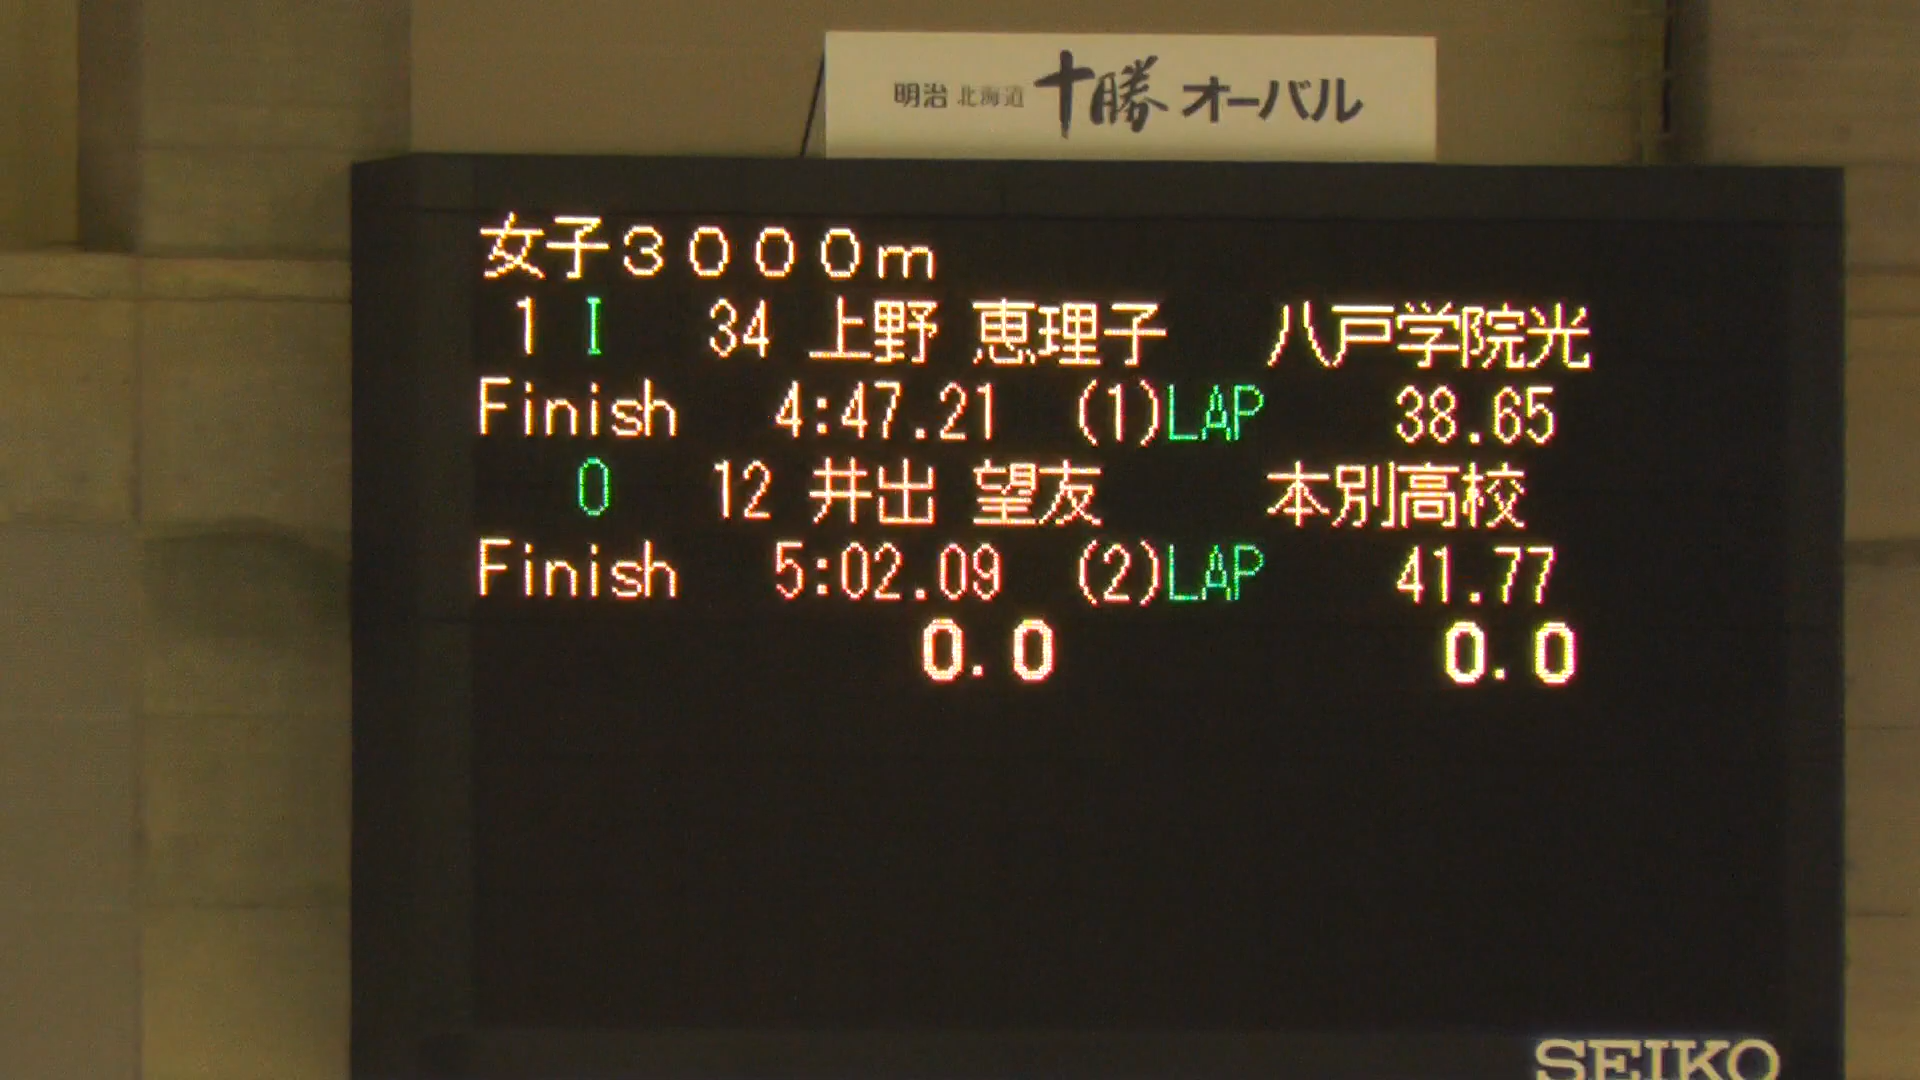 明治 北海道 十勝 オーバル
女子3000m
1 I 34 上野 恵理子 八戸学院光
Finish 4:47.21 (1)LAP 38.65
O 12 井出 望友 本別高校
Finish 5:02.09 (2)LAP 41.77
0.0 0.0
SEIKO